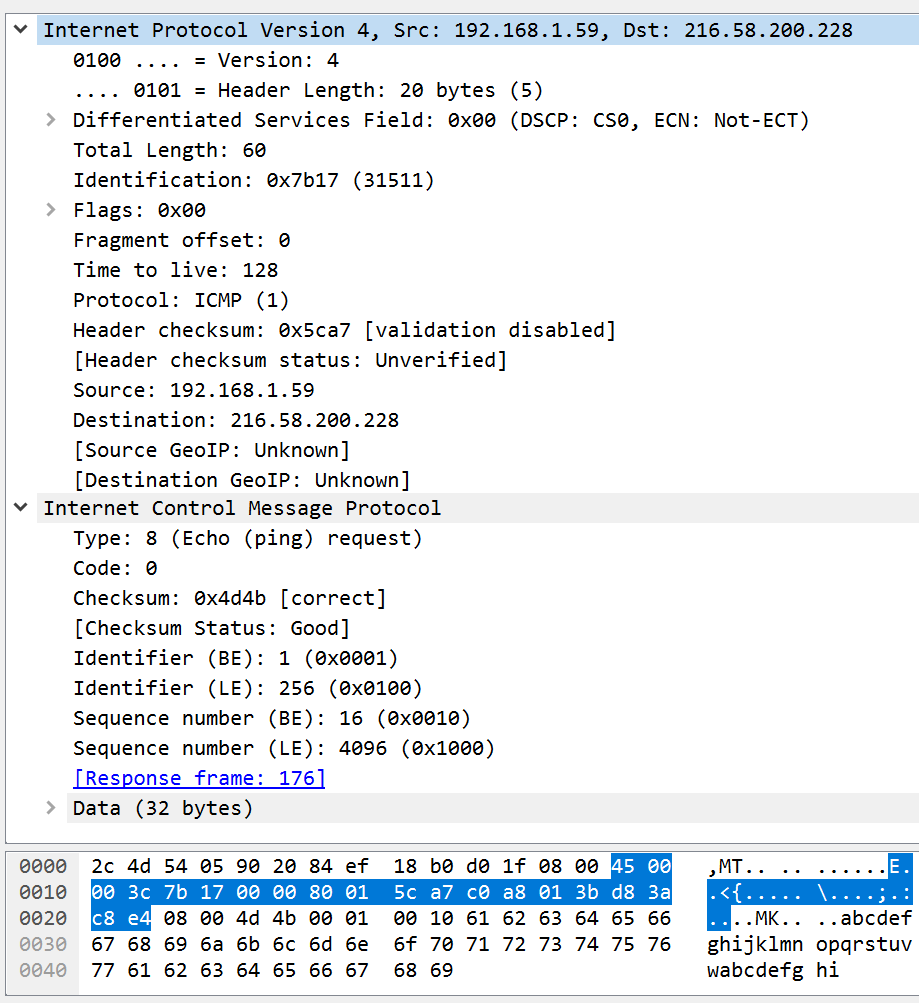 Internet Protocol Version 4, Src: 192.168.1.59, Dst: 216.58.200.228
0100 .... = Version: 4
.... 0101 = Header Length: 20 bytes (5)
Differentiated Services Field: 0x00 (DSCP: CS0, ECN: Not-ECT)
Total Length: 60
Identification: 0x7b17 (31511)
Flags: 0x00
Fragment offset: 0
Time to live: 128
Protocol: ICMP (1)
Header checksum: 0x5ca7 [validation disabled]
[Header checksum status: Unverified]
Source: 192.168.1.59
Destination: 216.58.200.228
[Source GeoIP: Unknown]
[Destination GeoIP: Unknown]
Internet Control Message Protocol
Type: 8 (Echo (ping) request)
Code: 0
Checksum: 0x4d4b [correct]
[Checksum Status: Good]
Identifier (BE): 1 (0x0001)
Identifier (LE): 256 (0x0100)
Sequence number (BE): 16 (0x0010)
Sequence number (LE): 4096 (0x1000)
[Response frame: 176]
Data (32 bytes)
0000 2c 4d 54 05 90 20 84 ef 18 b0 d0 1f 08 00 45 00 ,MT.. .. ......E.
0010 00 3c 7b 17 00 00 80 01 5c a7 c0 a8 01 3b d8 3a .<{..... \....;.:
0020 c8 e4 08 00 4d 4b 00 01 00 10 61 62 63 64 65 66 ....MK.. ..abcdef
0030 67 68 69 6a 6b 6c 6d 6e 6f 70 71 72 73 74 75 76 ghijklmn opqrstuv
0040 77 61 62 63 64 65 66 67 68 69 wabcdefg hi